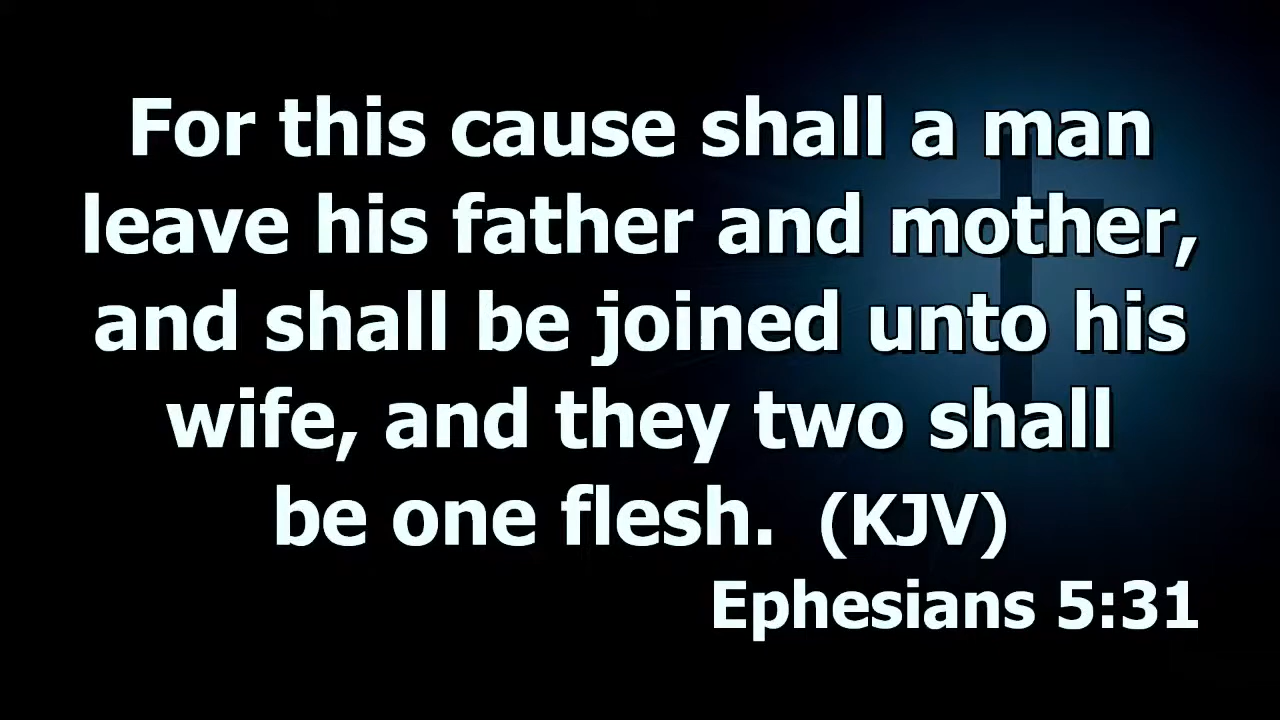 For this cause shall a man
leave his father and mother,
and shall be joined unto his
wife, and they two shall
be one flesh. (KJV)
Ephesians 5:31